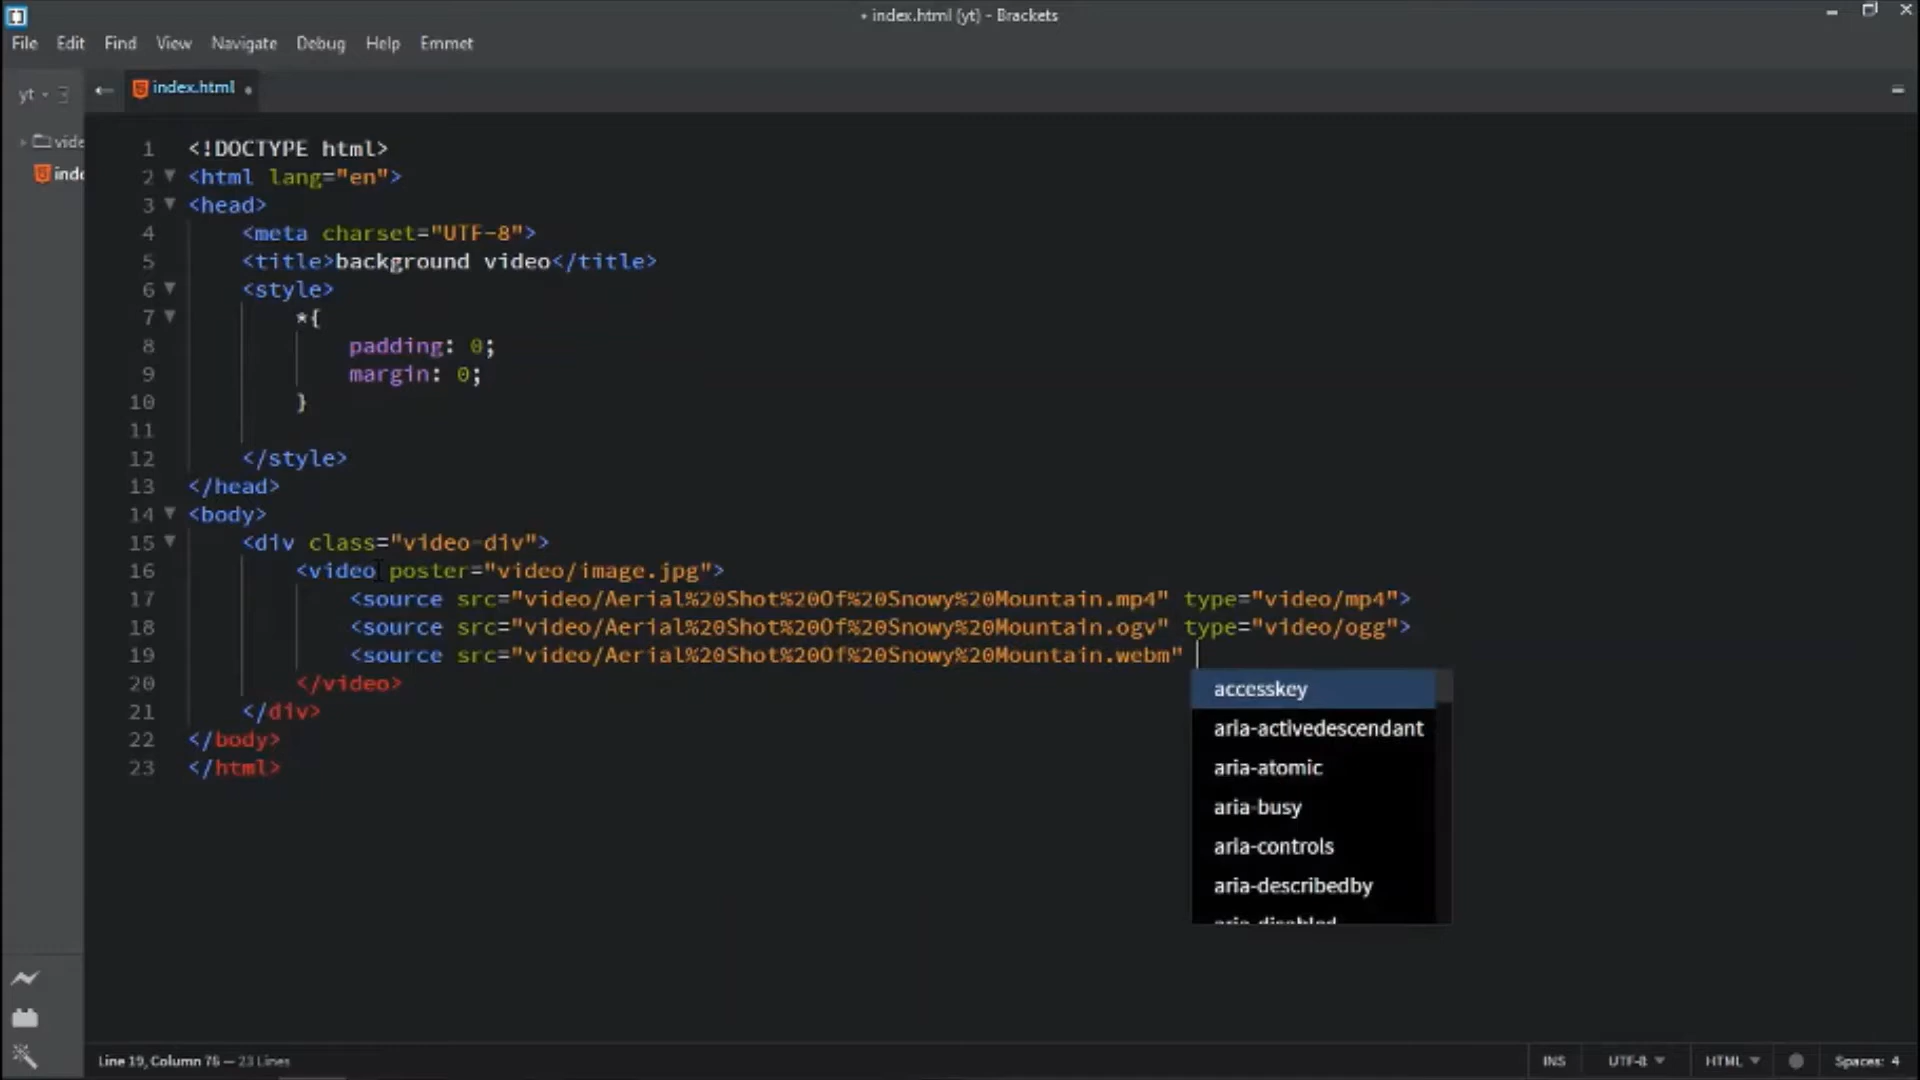 • index.html (yt) - Brackets
File Edit Find View Navigate Debug Help Emmet
yt
index.html •
vide
inde
1 <!DOCTYPE html>
2 <html lang="en">
3 <head>
4 <meta charset="UTF-8">
5 <title>background video</title>
6 <style>
7 *{
8 padding: 0;
9 margin: 0;
10 }
11
12 </style>
13 </head>
14 <body>
15 <div class="video-div">
16 <video poster="video/image.jpg">
17 <source src="video/Aerial%20Shot%20Of%20Snowy%20Mountain.mp4" type="video/mp4">
18 <source src="video/Aerial%20Shot%20Of%20Snowy%20Mountain.ogv" type="video/ogg">
19 <source src="video/Aerial%20Shot%20Of%20Snowy%20Mountain.webm"
20 </video>
21 </div>
22 </body>
23 </html>
accesskey
aria-activedescendant
aria-atomic
aria-busy
aria-controls
aria-describedby
aria-disabled
Line 19, Column 76 — 23 Lines
INS UTF-8 HTML Spaces: 4